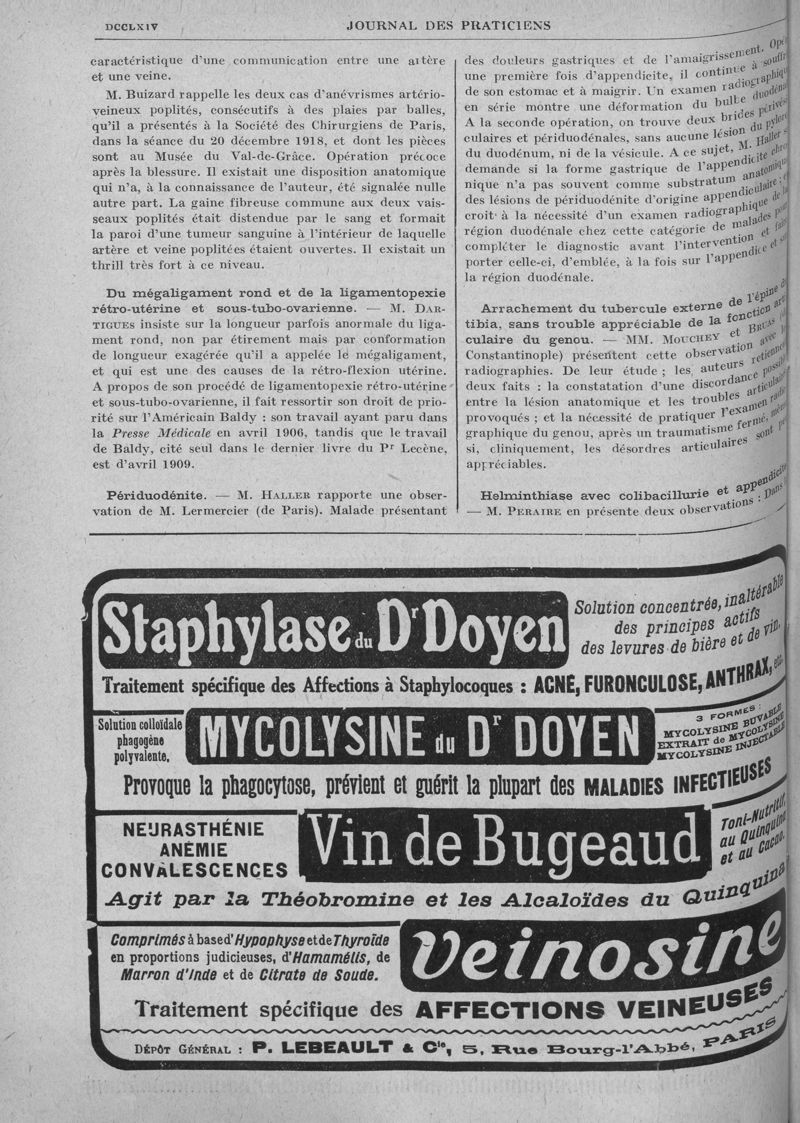 DCCLXIV
JOURNAL DES PRATICIENS
caractéristique d'une communication entre une artère
et une veine.
M. Buizard rappelle les deux cas d'anévrismes artério-
veineux poplités, consécutifs à des plaies par balles,
qu'il a présentés à la Société des Chirurgiens de Paris,
dans la séance du 20 décembre 1918, et dont les pièces
sont au Musée du Val-de-Grâce. Opération précoce
après la blessure. Il existait une disposition anatomique
qui n'a, à la connaissance de l'auteur, été signalée nulle
autre part. La gaine fibreuse commune aux deux vais-
seaux poplités était distendue par le sang et formait
la paroi d'une tumeur sanguine à l'intérieur de laquelle
artère et veine poplitées étaient ouvertes. Il existait un
thrill très fort à ce niveau.
Du mégaligament rond et de la ligamentopexie
rétro-utérine et sous-tubo-ovarienne. — M. DAR-
TIGUES insiste sur la longueur parfois anormale du liga-
ment rond, non par étirement mais par conformation
de longueur exagérée qu'il a appelée le mégaligament,
et qui est une des causes de la rétro-flexion utérine.
A propos de son procédé de ligamentopexie rétro-utérine
et sous-tubo-ovarienne, il fait ressortir son droit de prio-
rité sur l'Américain Baldy : son travail ayant paru dans
la Presse Médicale en avril 1906, tandis que le travail
de Baldy, cité seul dans le dernier livre du Pr Lecène,
est d'avril 1909.
Périduodénite. — M. HALLER rapporte une obser-
vation de M. Lermercier (de Paris). Malade présentant
des douleurs gastriques et de l'amaigrissement.
une première fois d'appendicite, il continue à
de son estomac et à maigrir. Un examen
en série montre une déformation du bulbe
A la seconde opération, on trouve deux brides
culaires et périduodénales, sans aucune lésion du
du duodénum, ni de la vésicule. A ce sujet, M. Haller
demande si la forme gastrique de l'appendicite
nique n'a pas souvent comme substratum
des lésions de périduodénite d'origine appendiculaire ;
croit à la nécessité d'un examen radiographique de
région duodénale chez cette catégorie de malades
compléter le diagnostic avant l'intervention et
porter celle-ci, d'emblée, à la fois sur l'appendice et
la région duodénale.
Arrachement du tubercule externe de l'épine
tibia, sans trouble appréciable de la fonction
culaire du genou. — MM. MOUCHEY et BRUAS
Constantinople) présentent cette observation avec
radiographies. De leur étude ; les auteurs
deux faits : la constatation d'une discordance
entre la lésion anatomique et les troubles
provoqués ; et la nécessité de pratiquer l'examen
graphique du genou, après un traumatisme fermé,
si, cliniquement, les désordres articulaires sont
appréciables.
Helminthiase avec colibacillurie et appendicite
— M. PERAIRE en présente deux observations : Dans
Staphylase du Dr Doyen
Solution concentrée, inaltérable
des principes actifs
des levures de bière et de vin.
Traitement spécifique des Affections à Staphylocoques : ACNÉ, FURONCULOSE, ANTHRAX, etc.
Solution colloïdale
phagogène
polyvalente.
MYCOLYSINE du Dr DOYEN
3 FORMES :
MYCOLYSINE BUVABLE
EXTRAIT de MYCOLYSINE
MYCOLYSINE INJECTABLE
Provoque la phagocytose, prévient et guérit la plupart des MALADIES INFECTIEUSES
NEURASTHÉNIE
ANÉMIE
CONVALESCENCES
Vin de Bugeaud
Toni-Nutritif
au Quinquina
et au Cacao.
Agit par la Théobromine et les Alcaloïdes du Quinquina
Comprimés à base d'Hypophyse et de Thyroïde
en proportions judicieuses, d'Hamamélis, de
Marron d'Inde et de Citrate de Soude.
Veinosine
Traitement spécifique des AFFECTIONS VEINEUSES
DÉPÔT GÉNÉRAL : P. LEBEAULT & Cie, 5, Rue Bourg-l'Abbé, PARIS